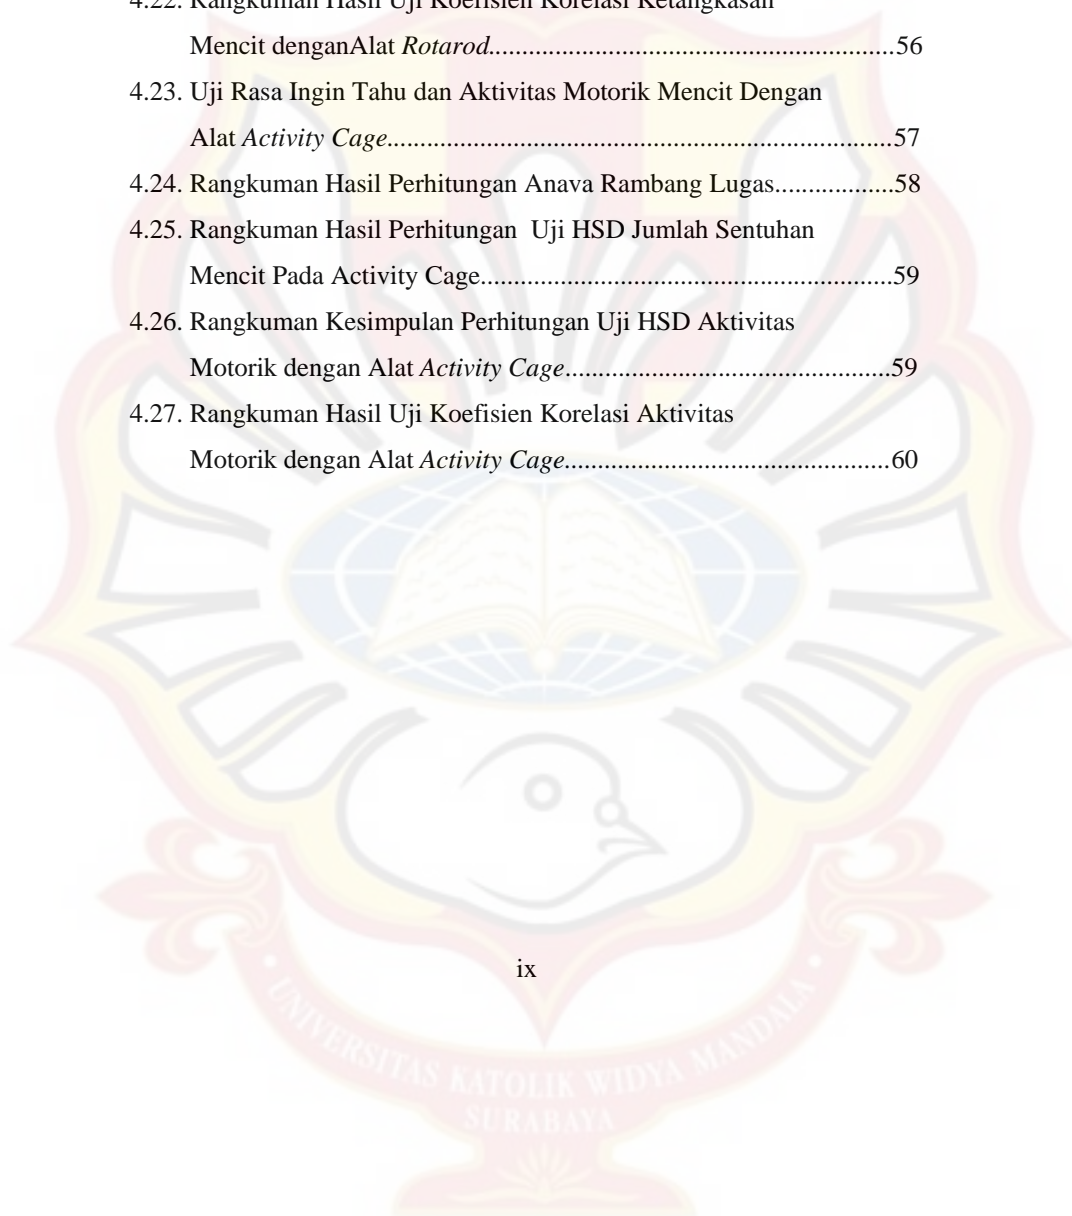 4.22. Rangkuman Hasil Uji Koefisien Korelasi Ketangkasan
Mencit denganAlat Rotarod.............................................................56
4.23. Uji Rasa Ingin Tahu dan Aktivitas Motorik Mencit Dengan
Alat Activity Cage............................................................................57
4.24. Rangkuman Hasil Perhitungan Anava Rambang Lugas..................58
4.25. Rangkuman Hasil Perhitungan  Uji HSD Jumlah Sentuhan
Mencit Pada Activity Cage..............................................................59
4.26. Rangkuman Kesimpulan Perhitungan Uji HSD Aktivitas
Motorik dengan Alat Activity Cage.................................................59
4.27. Rangkuman Hasil Uji Koefisien Korelasi Aktivitas
Motorik dengan Alat Activity Cage.................................................60
ix
UNIVERSITAS KATOLIK WIDYA MANDALA
SURABAYA